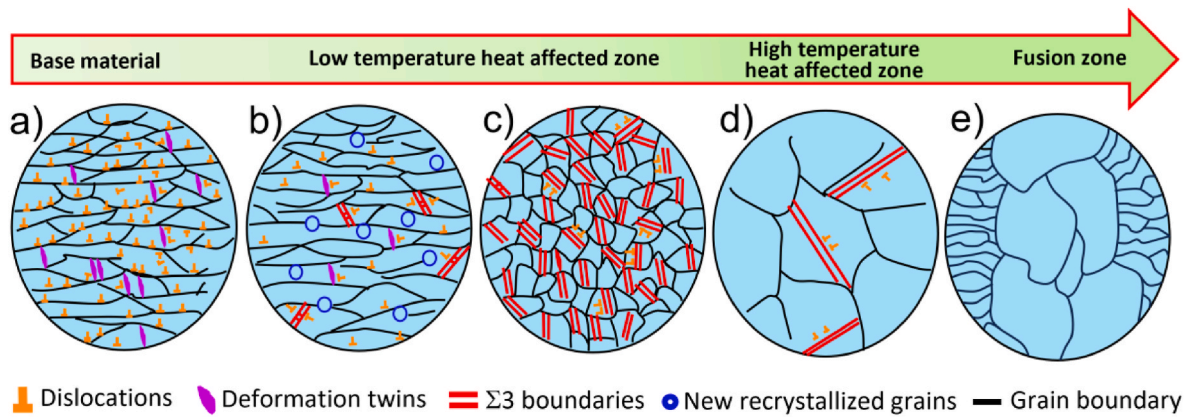 Base material
Low temperature heat affected zone
High temperature
heat affected zone
Fusion zone
a)
b)
c)
d)
e)
Dislocations
Deformation twins
Σ3 boundaries
New recrystallized grains
Grain boundary